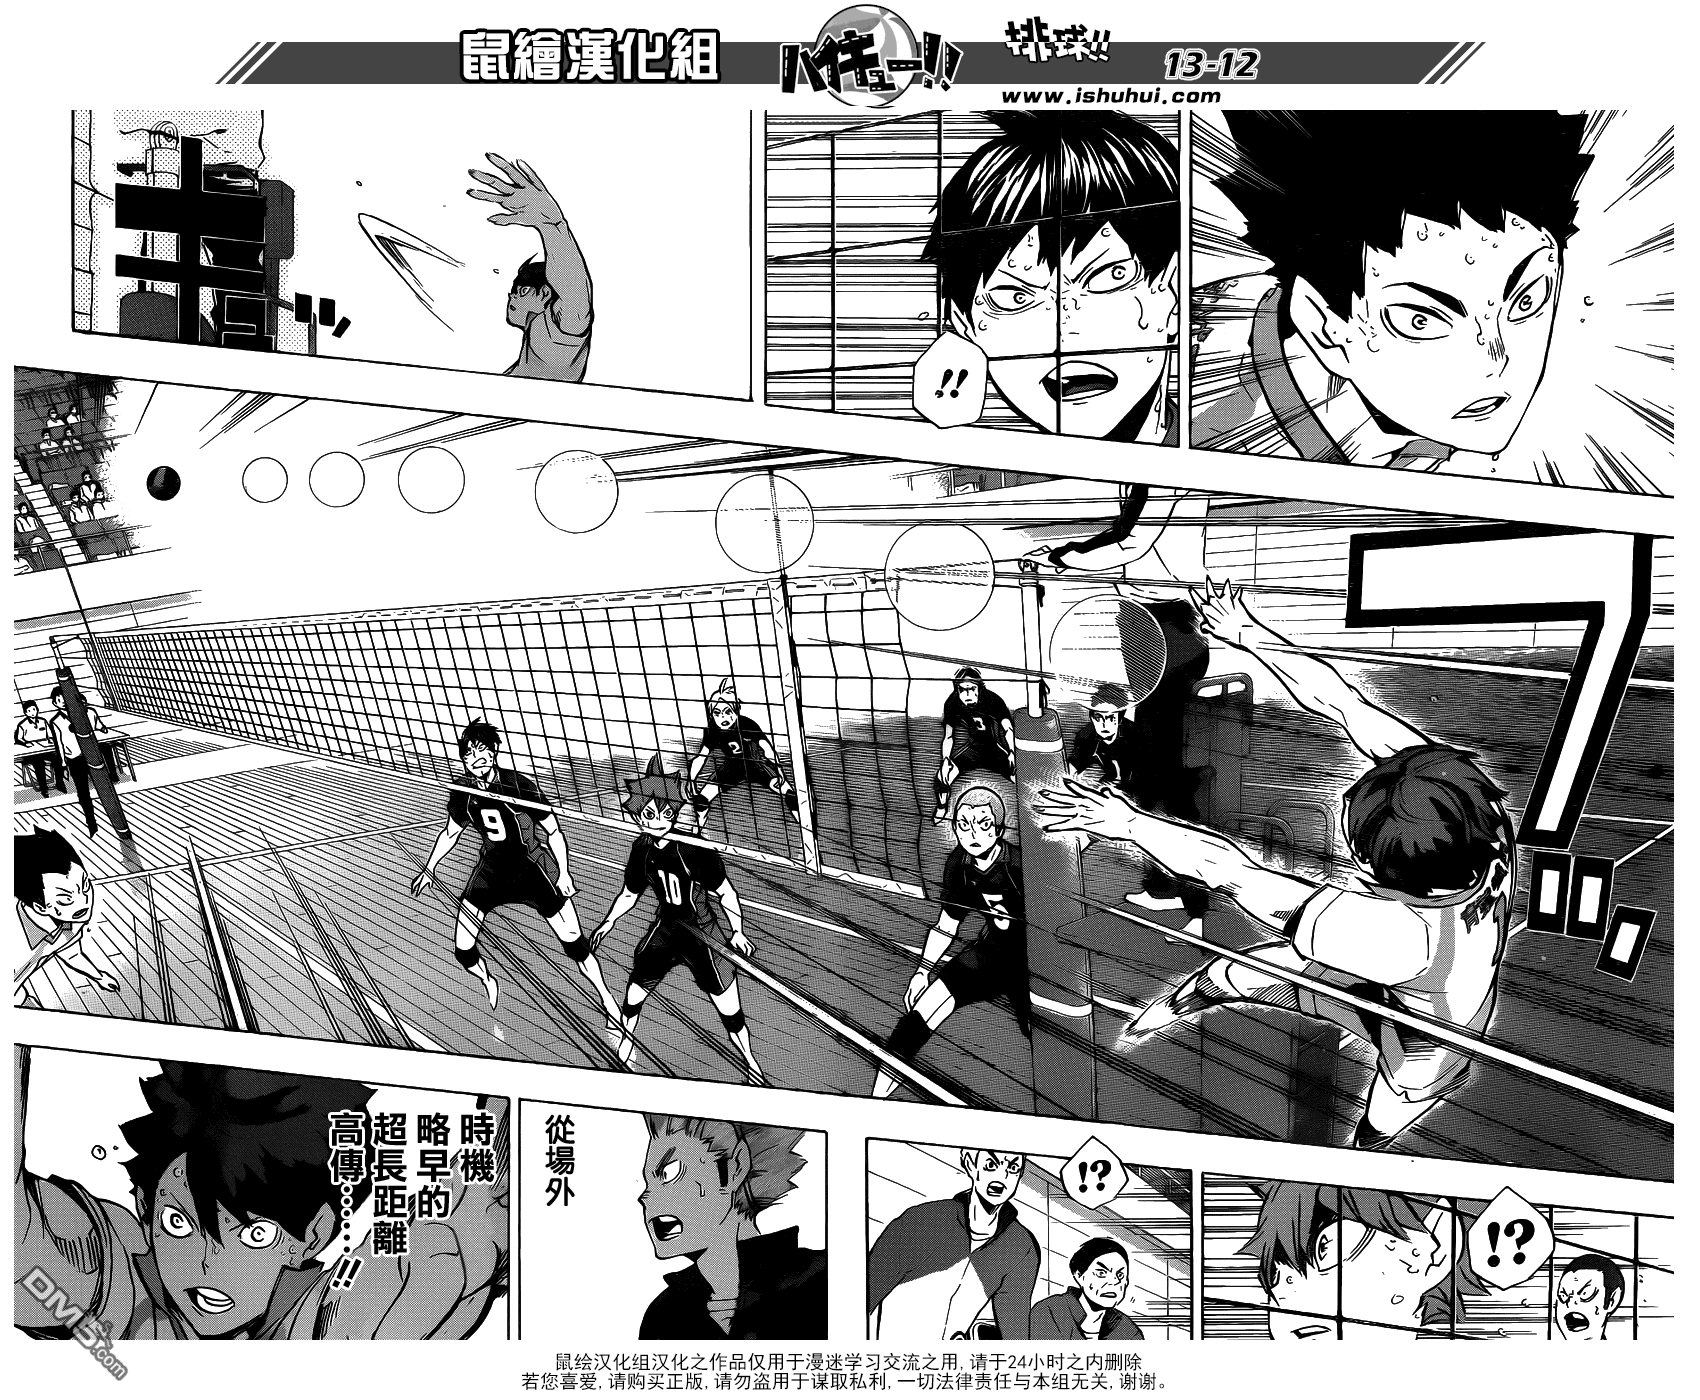 鼠繪漢化組
ハイキュー!!
排球!!
13-12
www.ishuhui.com
!!
9
10
5
2
3
1
!?
!?
從場外
時機
略早的
超長距離
高傳……!!
鼠绘汉化组汉化之作品仅用于漫迷学习交流之用,请于24小时之内删除
若您喜爱,请购买正版,请勿盗用于谋取私利,一切法律责任与本组无关,谢谢。